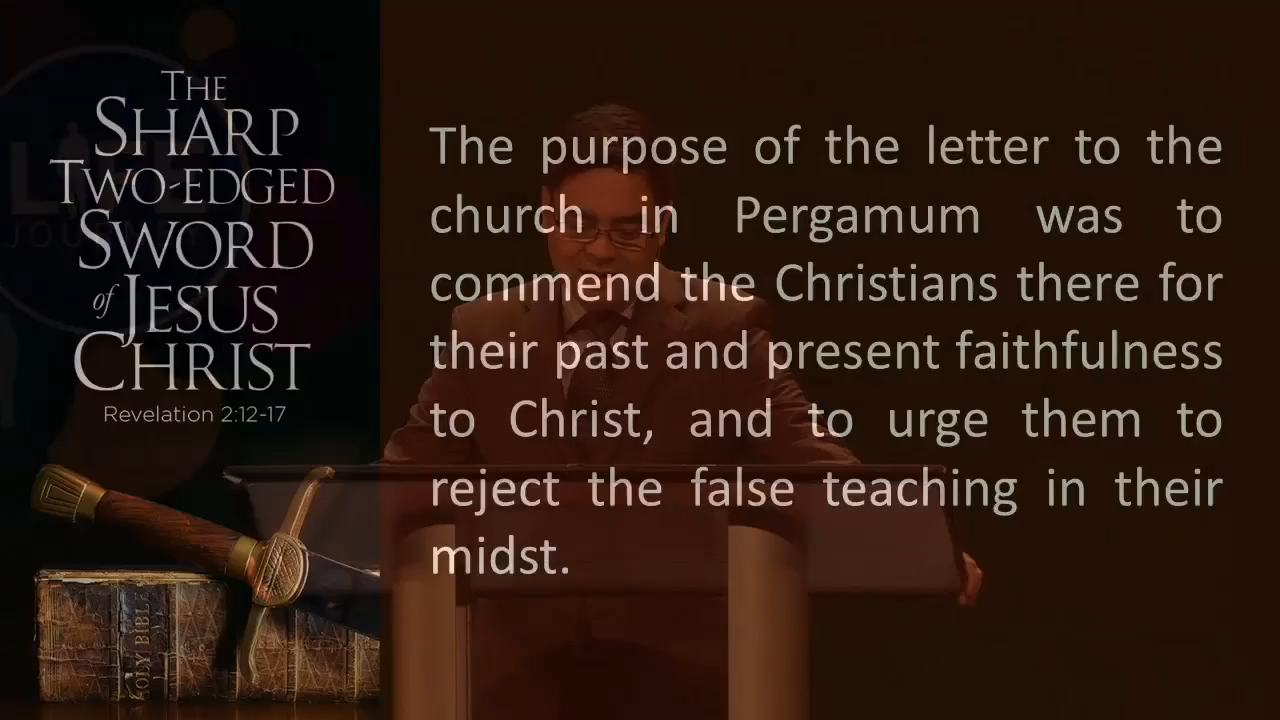 THE
SHARP
TWO-EDGED
SWORD
of JESUS
CHRIST
Revelation 2:12-17
HOLY BIBLE
The purpose of the letter to the
church in Pergamum was to
commend the Christians there for
their past and present faithfulness
to Christ, and to urge them to
reject the false teaching in their
midst.